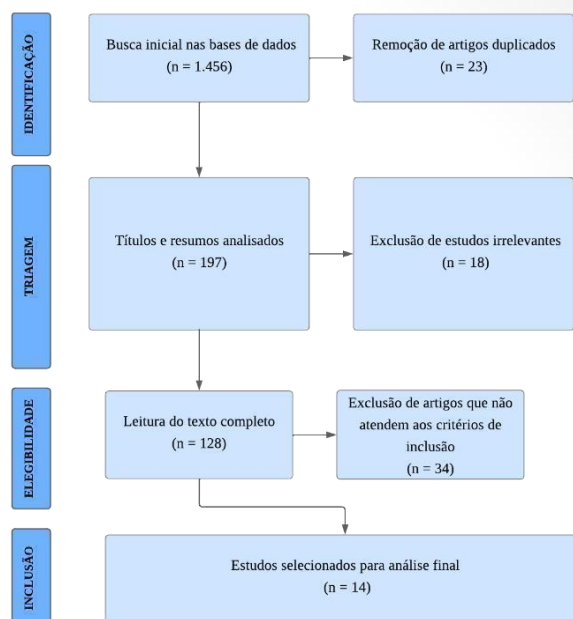 IDENTIFICAÇÃO
Busca inicial nas bases de dados
(n = 1.456)
Remoção de artigos duplicados
(n = 23)
TRIAGEM
Títulos e resumos analisados
(n = 197)
Exclusão de estudos irrelevantes
(n = 18)
ELEGIBILIDADE
Leitura do texto completo
(n = 128)
Exclusão de artigos que não
atendem aos critérios de
inclusão
(n = 34)
INCLUSÃO
Estudos selecionados para análise final
(n = 14)